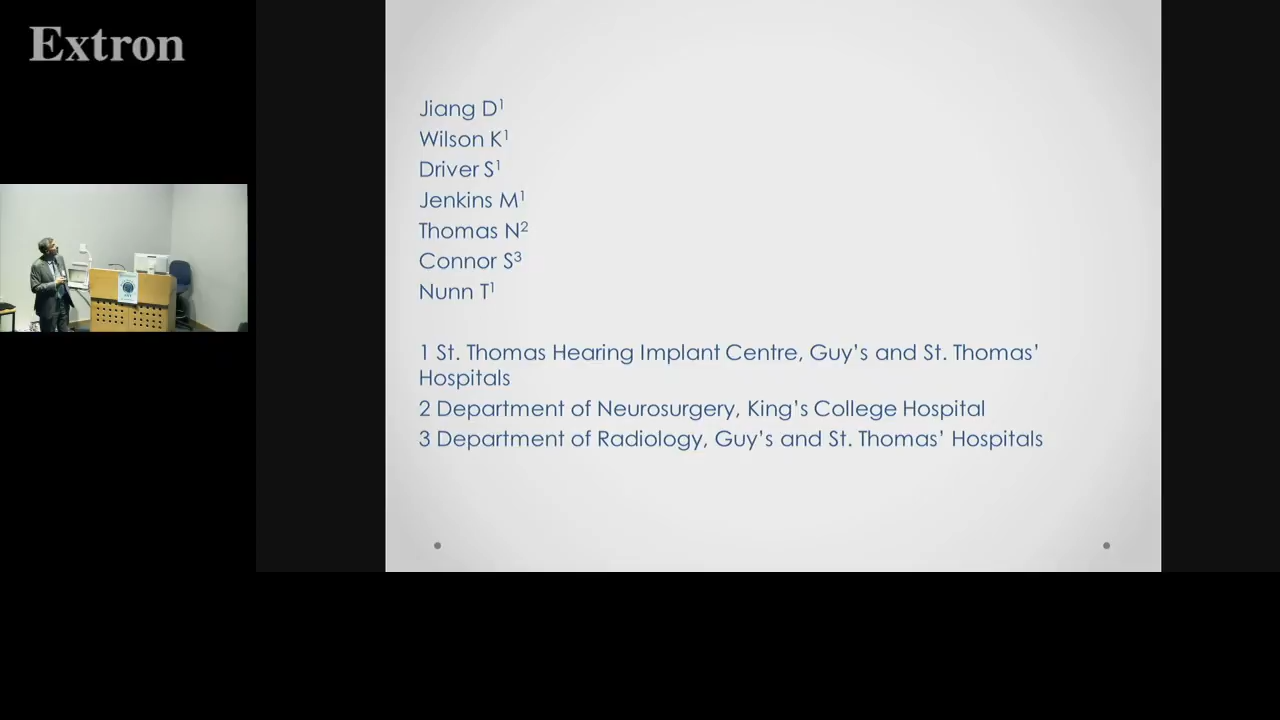 Extron
Jiang D¹
Wilson K¹
Driver S¹
Jenkins M¹
Thomas N²
Connor S³
Nunn T¹
1 St. Thomas Hearing Implant Centre, Guy's and St. Thomas'
Hospitals
2 Department of Neurosurgery, King's College Hospital
3 Department of Radiology, Guy's and St. Thomas' Hospitals